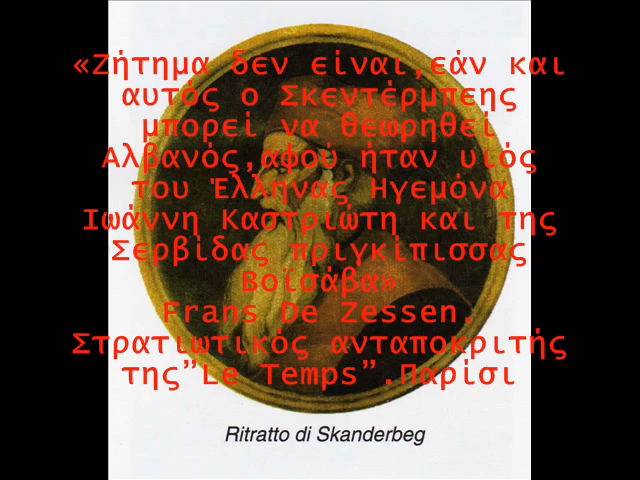 «Ζήτημα δεν είναι,εάν και
αυτός ο Σκεντέρμπεης
μπορεί να θεωρηθεί
Αλβανός,αφού ήταν υιός
του Έλληνας Ηγεμόνα
Ιωάννη Καστριώτη και της
Σερβίδας πριγκίπισσας
Βοϊσάβα»
Frans De Zessen.
Στρατιωτικός ανταποκριτής
της”Le Temps”.Παρίσι
Ritratto di Skanderbeg